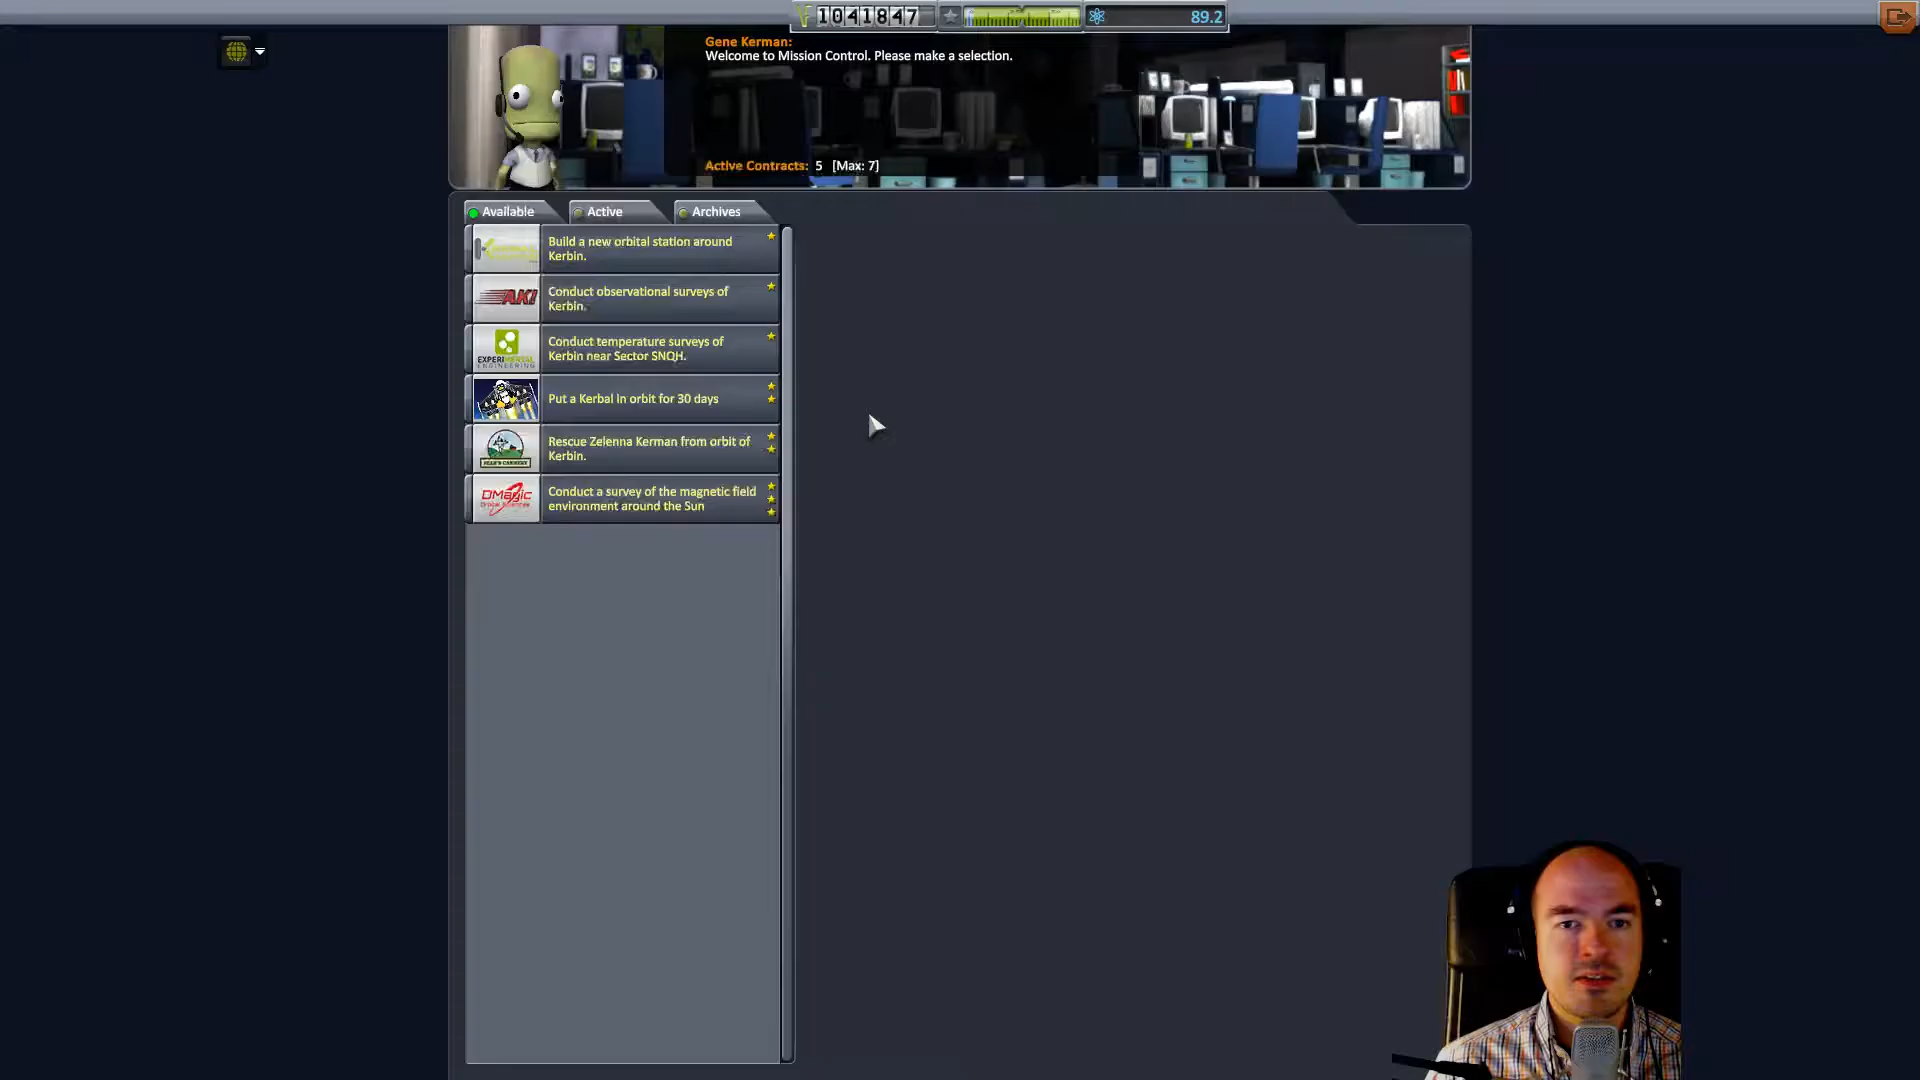 1041847
89.2
Gene Kerman:
Welcome to Mission Control. Please make a selection.
Active Contracts: 5 [Max: 7]
Available
Active
Archives
Build a new orbital station around
Kerbin.
AKI
Conduct observational surveys of
Kerbin.
EXPERIMENTAL
ENGINEERING
Conduct temperature surveys of
Kerbin near Sector SNQH.
Put a Kerbal in orbit for 30 days
Rescue Zelenna Kerman from orbit of
Kerbin.
DMagic
Conduct a survey of the magnetic field
environment around the Sun